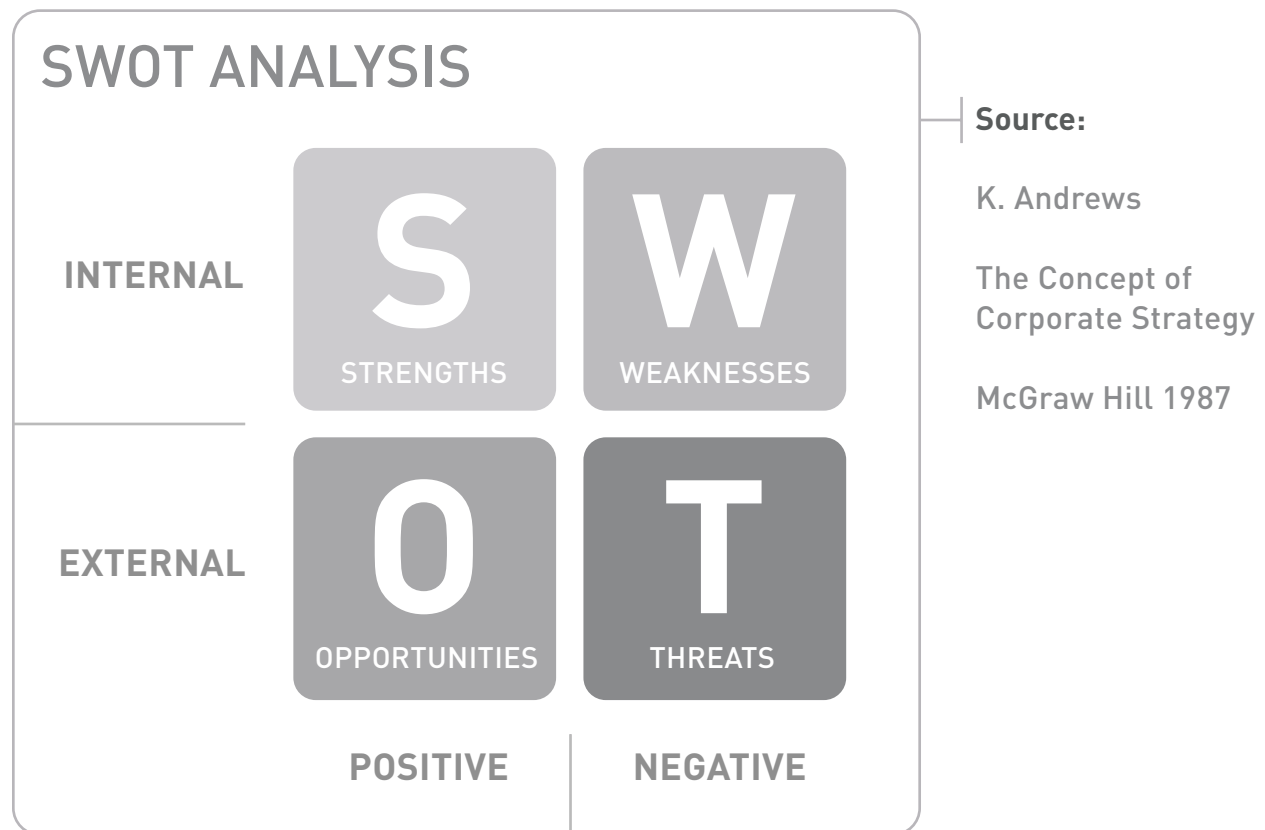 SWOT ANALYSIS
INTERNAL
S
STRENGTHS
W
WEAKNESSES
EXTERNAL
O
OPPORTUNITIES
T
THREATS
POSITIVE
NEGATIVE
Source:
K. Andrews
The Concept of
Corporate Strategy
McGraw Hill 1987